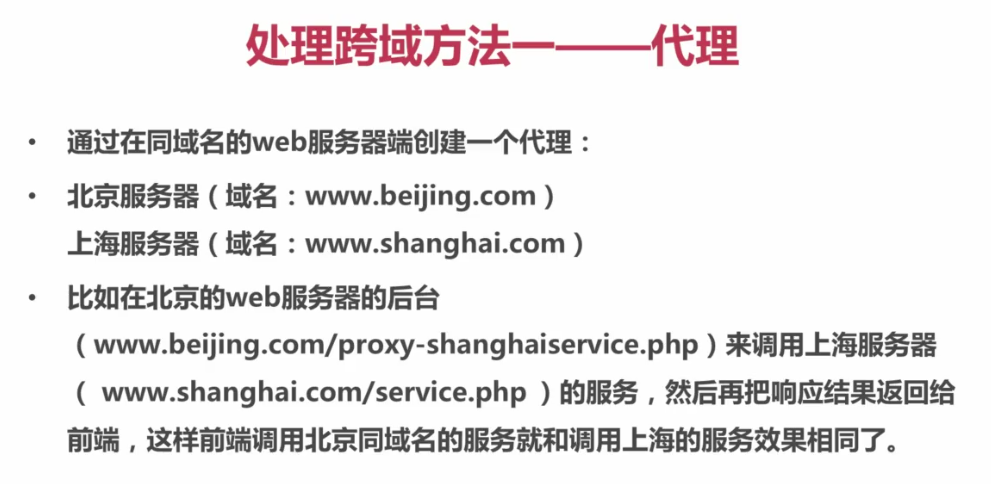 处理跨域方法一——代理
• 通过在同域名的web服务器端创建一个代理：
• 北京服务器（域名：www.beijing.com）
上海服务器（域名：www.shanghai.com）
• 比如在北京的web服务器的后台
（www.beijing.com/proxy-shanghaiservice.php）来调用上海服务器
（ www.shanghai.com/service.php ）的服务，然后再把响应结果返回给
前端，这样前端调用北京同域名的服务就和调用上海的服务效果相同了。